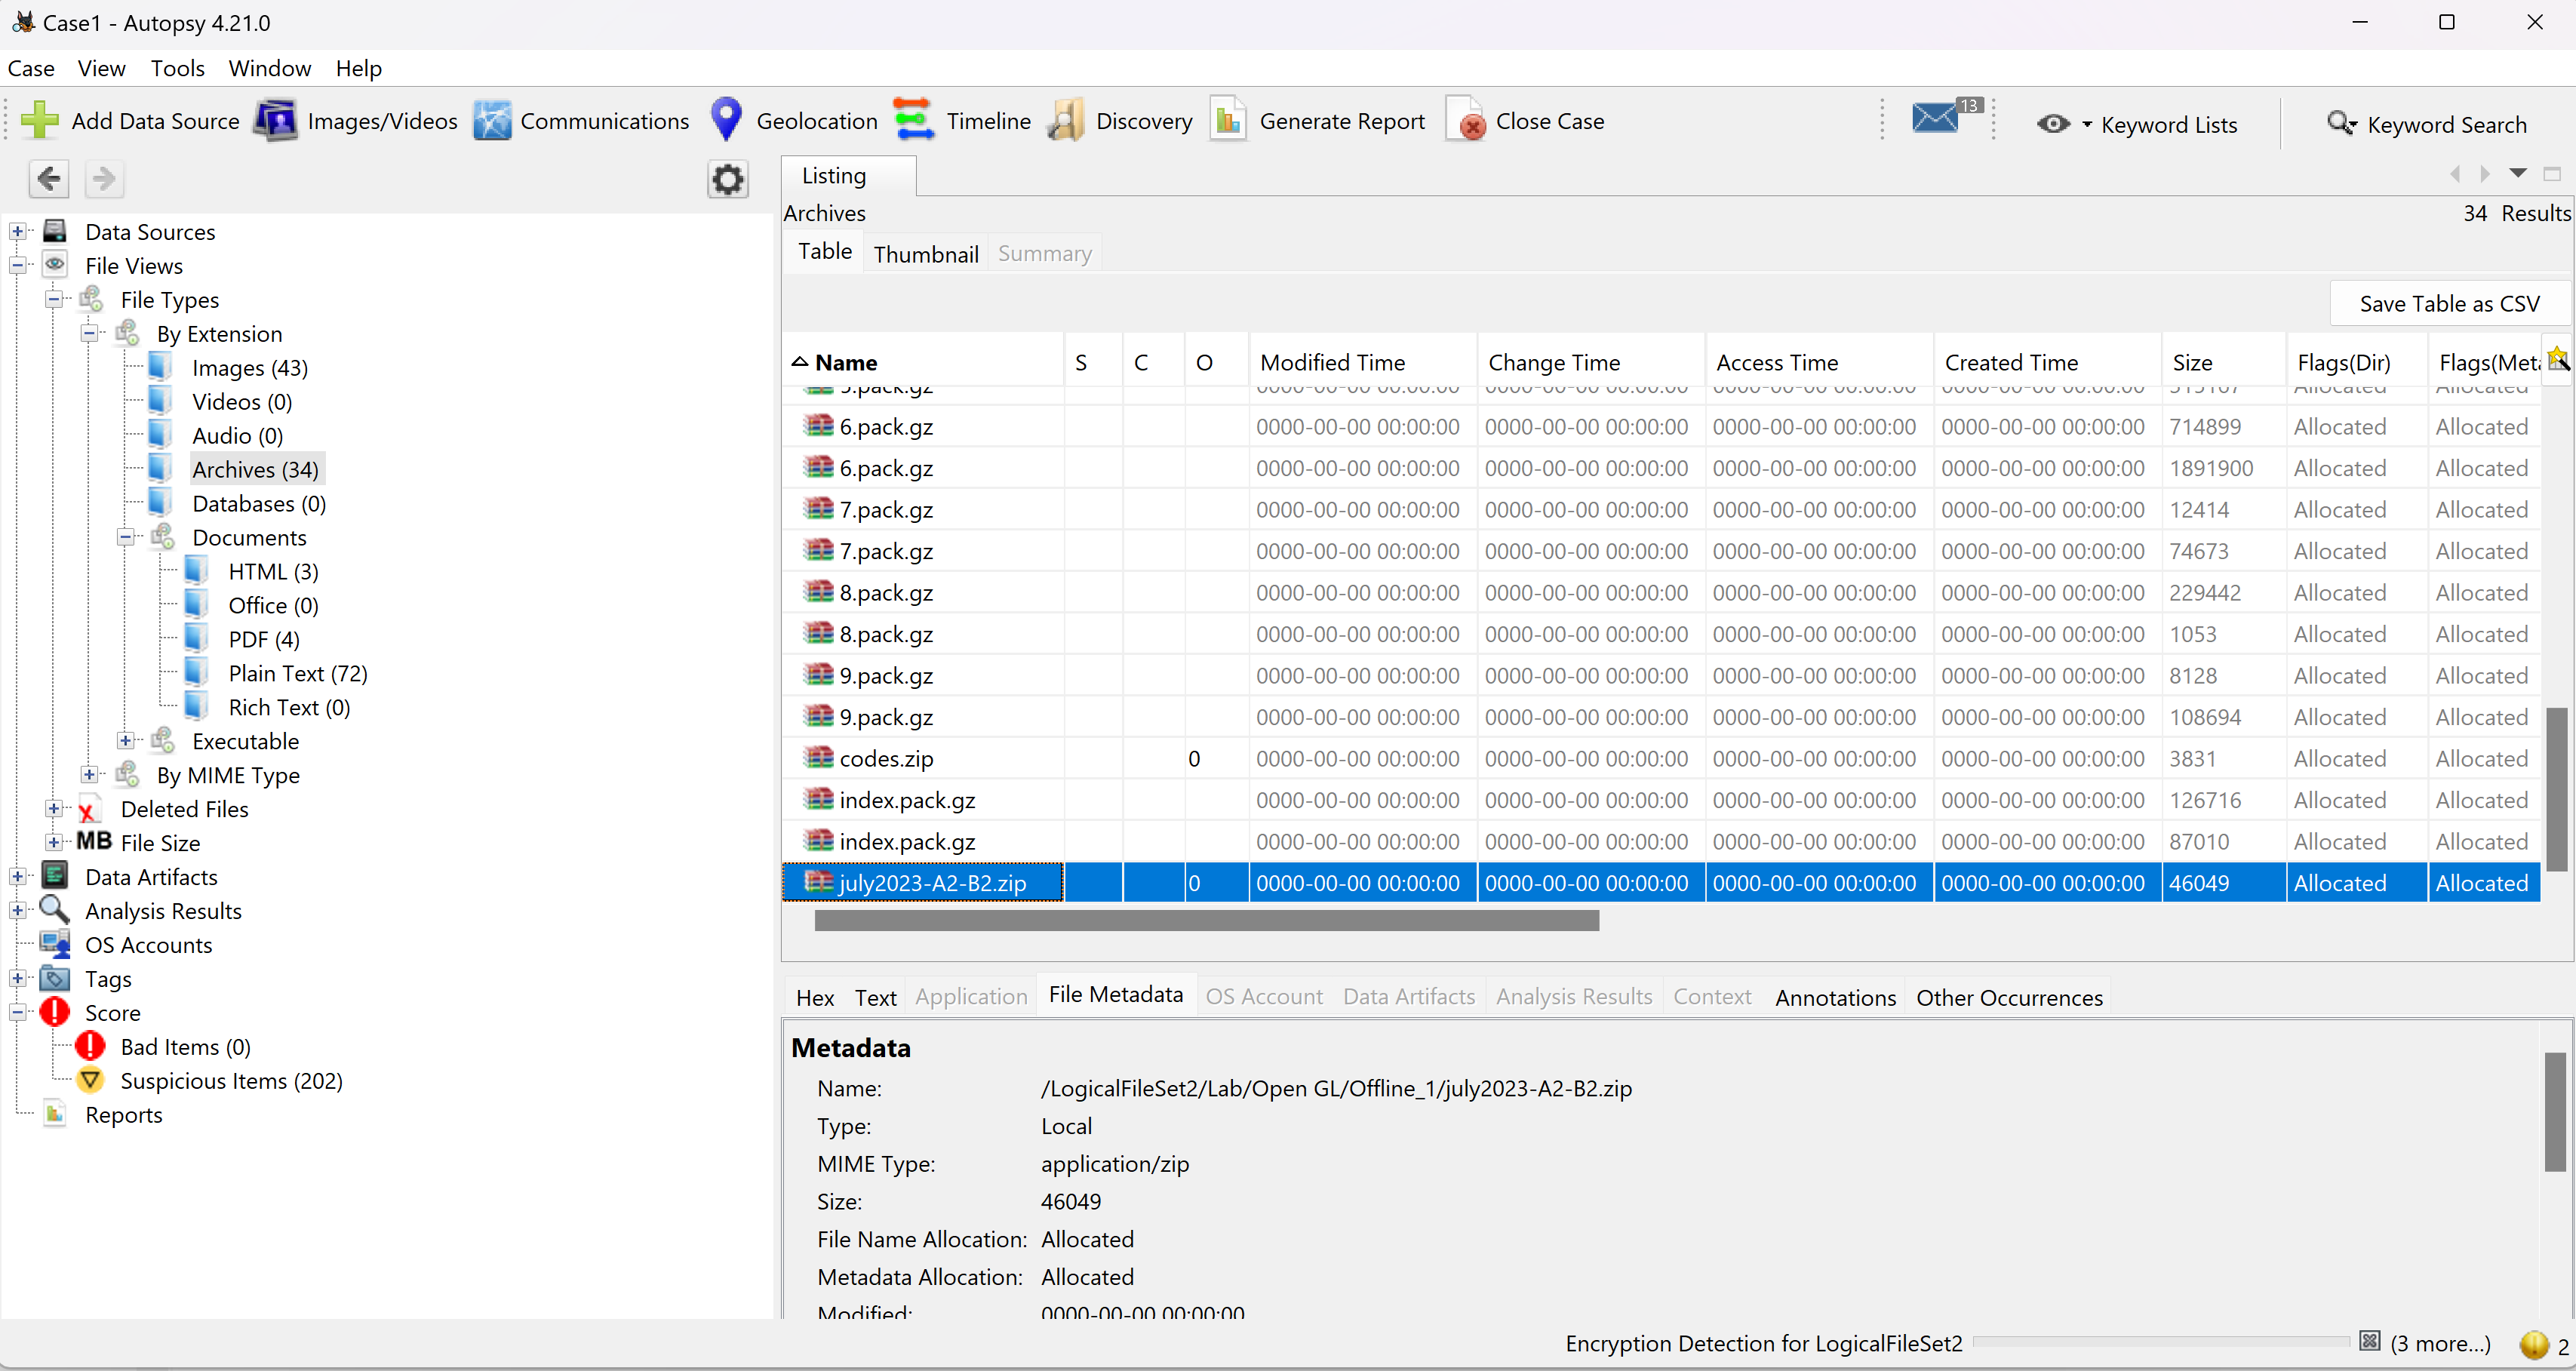 Case1 - Autopsy 4.21.0
Case View Tools Window Help
Add Data Source Images/Videos Communications Geolocation Timeline Discovery Generate Report Close Case 13 Keyword Lists Keyword Search
Data Sources
File Views
File Types
By Extension
Images (43)
Videos (0)
Audio (0)
Archives (34)
Databases (0)
Documents
HTML (3)
Office (0)
PDF (4)
Plain Text (72)
Rich Text (0)
Executable
By MIME Type
Deleted Files
MB File Size
Data Artifacts
Analysis Results
OS Accounts
Tags
Score
Bad Items (0)
Suspicious Items (202)
Reports
Listing
Archives 34 Results
Table Thumbnail Summary
Save Table as CSV
Name S C O Modified Time Change Time Access Time Created Time Size Flags(Dir) Flags(Meta
6.pack.gz 0000-00-00 00:00:00 0000-00-00 00:00:00 0000-00-00 00:00:00 0000-00-00 00:00:00 714899 Allocated Allocated
6.pack.gz 0000-00-00 00:00:00 0000-00-00 00:00:00 0000-00-00 00:00:00 0000-00-00 00:00:00 1891900 Allocated Allocated
7.pack.gz 0000-00-00 00:00:00 0000-00-00 00:00:00 0000-00-00 00:00:00 0000-00-00 00:00:00 12414 Allocated Allocated
7.pack.gz 0000-00-00 00:00:00 0000-00-00 00:00:00 0000-00-00 00:00:00 0000-00-00 00:00:00 74673 Allocated Allocated
8.pack.gz 0000-00-00 00:00:00 0000-00-00 00:00:00 0000-00-00 00:00:00 0000-00-00 00:00:00 229442 Allocated Allocated
8.pack.gz 0000-00-00 00:00:00 0000-00-00 00:00:00 0000-00-00 00:00:00 0000-00-00 00:00:00 1053 Allocated Allocated
9.pack.gz 0000-00-00 00:00:00 0000-00-00 00:00:00 0000-00-00 00:00:00 0000-00-00 00:00:00 8128 Allocated Allocated
9.pack.gz 0000-00-00 00:00:00 0000-00-00 00:00:00 0000-00-00 00:00:00 0000-00-00 00:00:00 108694 Allocated Allocated
codes.zip 0 0000-00-00 00:00:00 0000-00-00 00:00:00 0000-00-00 00:00:00 0000-00-00 00:00:00 3831 Allocated Allocated
index.pack.gz 0000-00-00 00:00:00 0000-00-00 00:00:00 0000-00-00 00:00:00 0000-00-00 00:00:00 126716 Allocated Allocated
index.pack.gz 0000-00-00 00:00:00 0000-00-00 00:00:00 0000-00-00 00:00:00 0000-00-00 00:00:00 87010 Allocated Allocated
july2023-A2-B2.zip 0 0000-00-00 00:00:00 0000-00-00 00:00:00 0000-00-00 00:00:00 0000-00-00 00:00:00 46049 Allocated Allocated
Hex Text Application File Metadata OS Account Data Artifacts Analysis Results Context Annotations Other Occurrences
Metadata
Name: /LogicalFileSet2/Lab/Open GL/Offline_1/july2023-A2-B2.zip
Type: Local
MIME Type: application/zip
Size: 46049
File Name Allocation: Allocated
Metadata Allocation: Allocated
Modified: 0000-00-00 00:00:00
Encryption Detection for LogicalFileSet2 (3 more...) 2